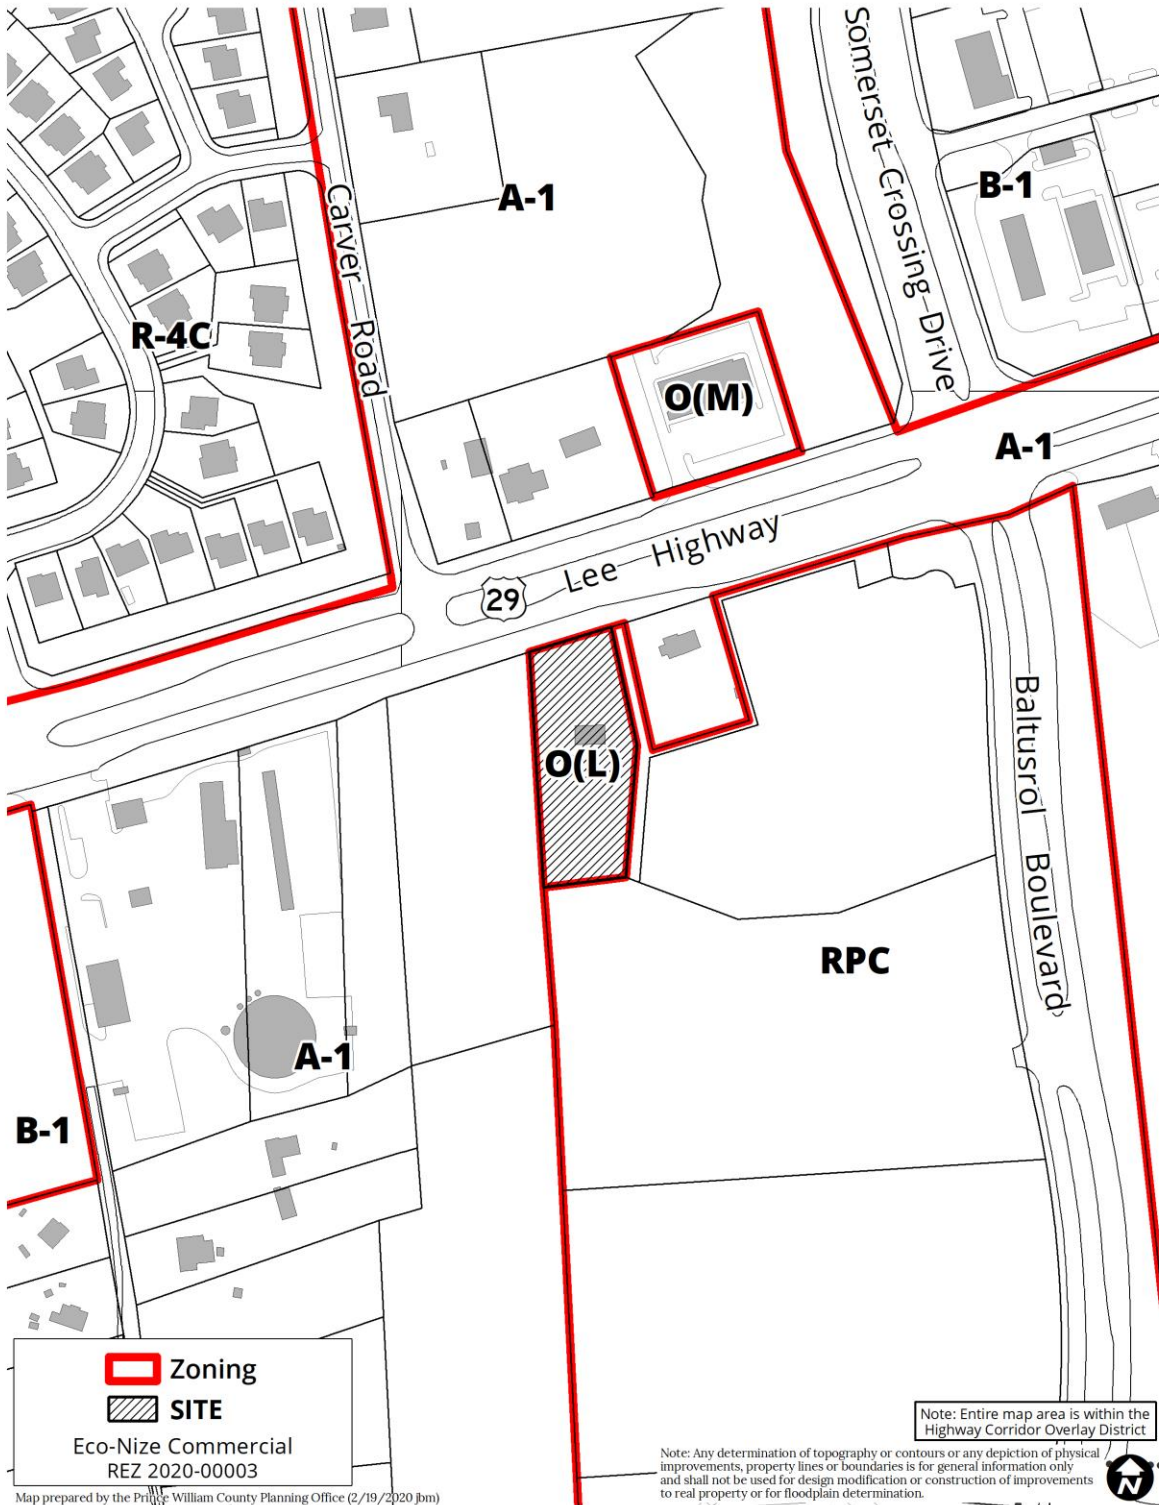 Somerset Crossing Drive
B-1
A-1
Carver Road
R-4C
O(M)
A-1
Lee Highway
29
O(L)
Baltusrol Boulevard
RPC
A-1
B-1
Zoning
SITE
Eco-Nize Commercial
REZ 2020-00003
Note: Entire map area is within the
Highway Corridor Overlay District
Note: Any determination of topography or contours or any depiction of physical
improvements, property lines or boundaries is for general information only
and shall not be used for design modification or construction of improvements
to real property or for floodplain determination.
N
Map prepared by the Prince William County Planning Office (2/19/2020 jbm)